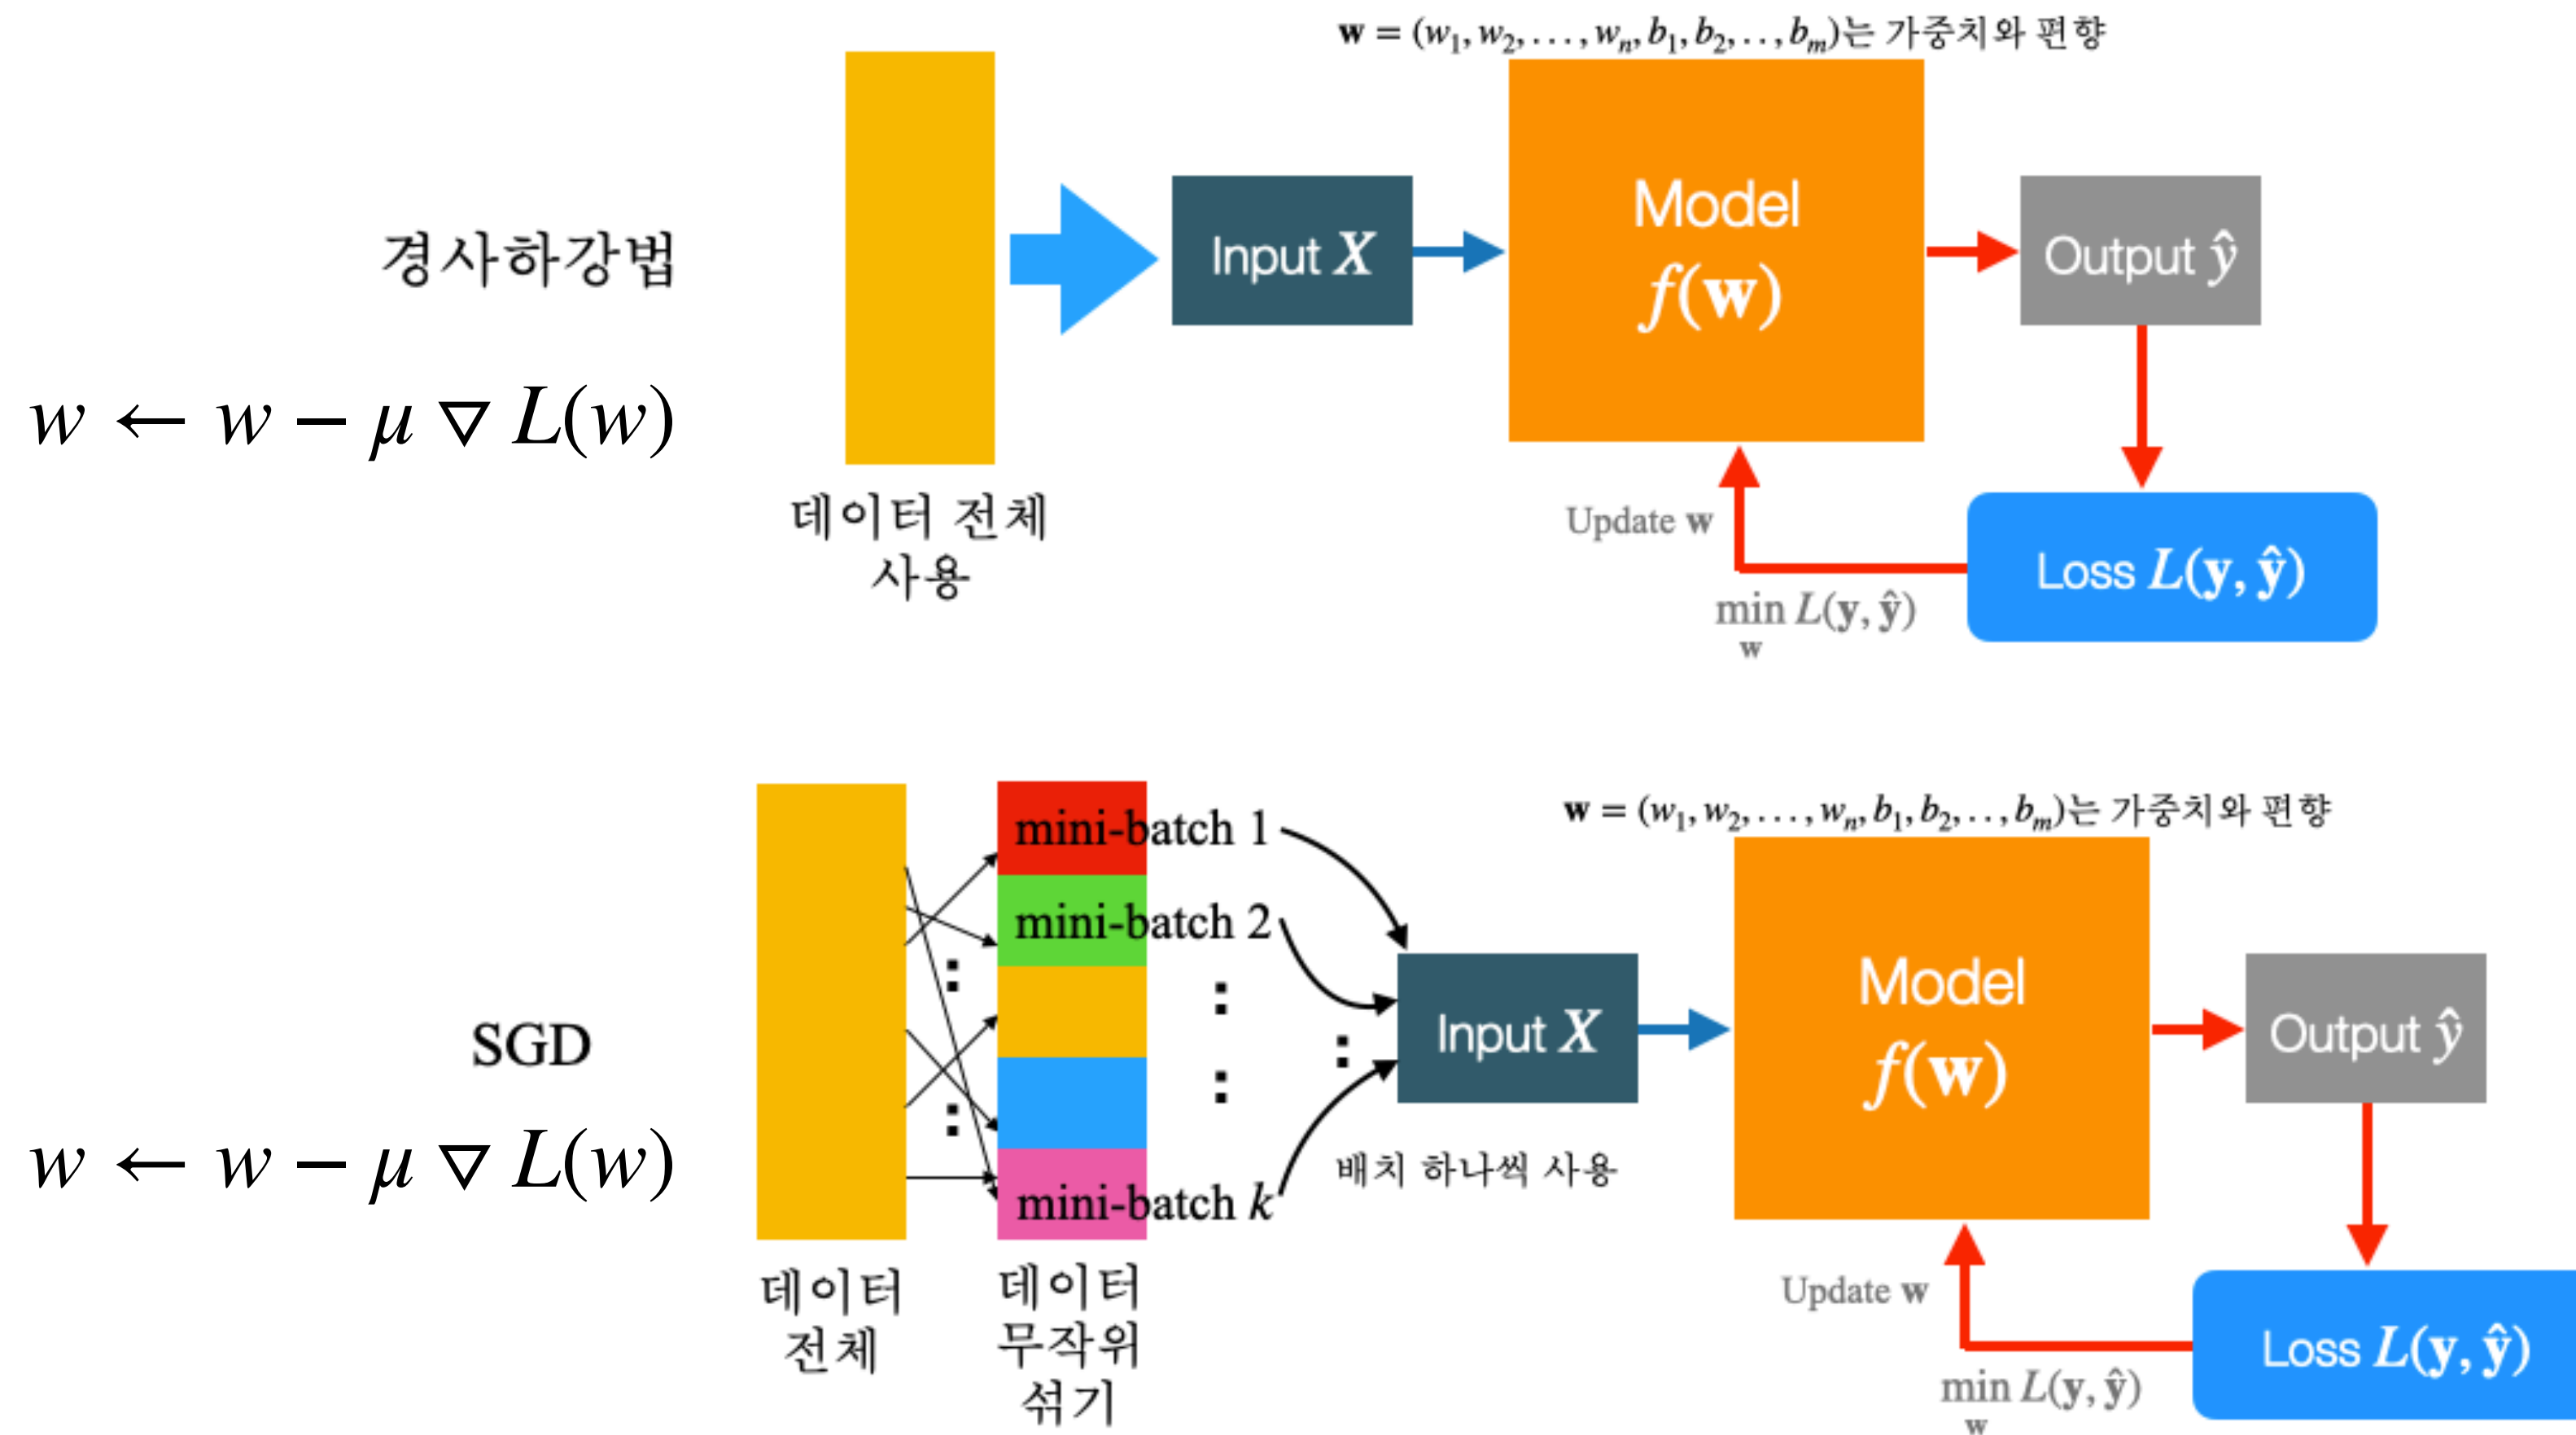 w = (w₁, w₂, . . . , wₙ, b₁, b₂, . . , bₘ)는 가중치와 편향
경사하강법
w ← w − μ ▽ L(w)
데이터 전체
사용
Input X
Model
f(w)
Output ŷ
Update w
min L(y, ŷ)
w
Loss L(y, ŷ)
SGD
w ← w − μ ▽ L(w)
데이터
전체
mini-batch 1
mini-batch 2
⋮
⋮
mini-batch k
데이터
무작위
섞기
배치 하나씩 사용
w = (w₁, w₂, . . . , wₙ, b₁, b₂, . . , bₘ)는 가중치와 편향
Input X
Model
f(w)
Output ŷ
Update w
min L(y, ŷ)
w
Loss L(y, ŷ)